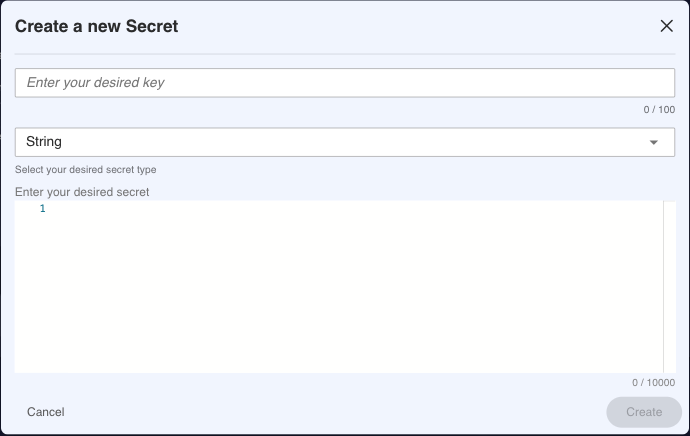 Create a new Secret
Enter your desired key
0 / 100
String
Select your desired secret type
Enter your desired secret
1
0 / 10000
Cancel
Create